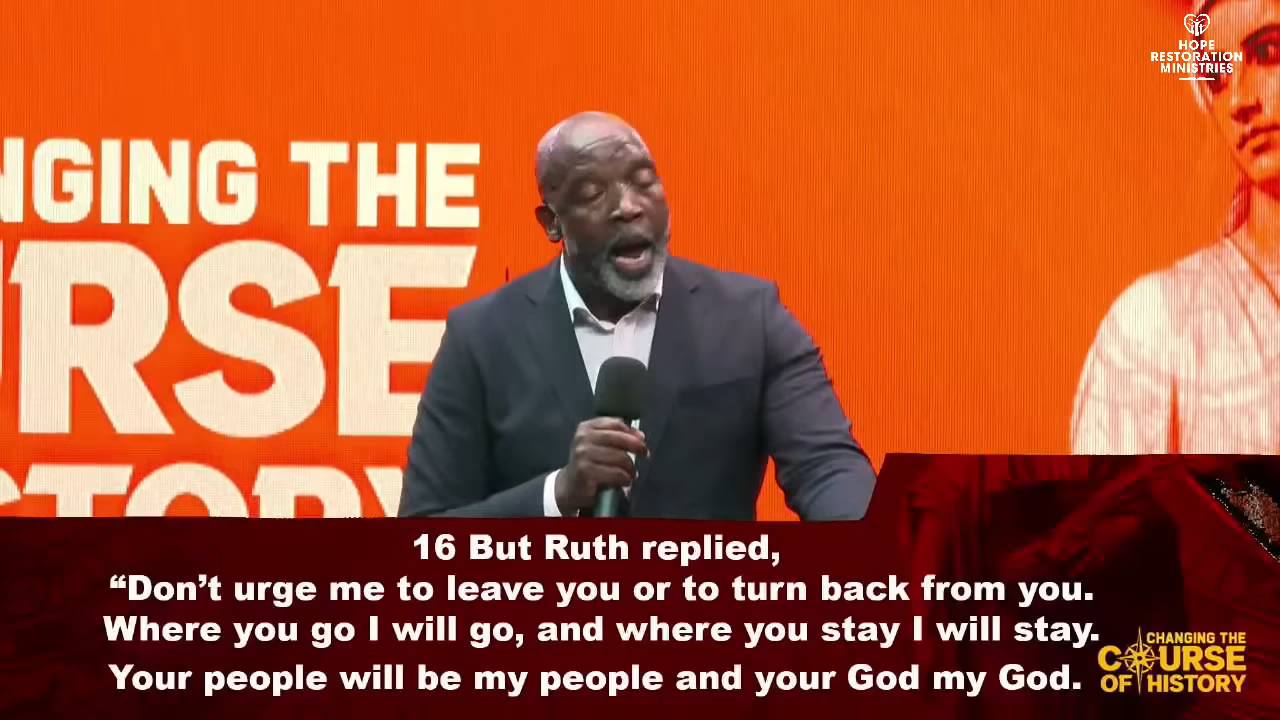 HOPE
RESTORATION
MINISTRIES
NGING THE
URSE
STORY
16 But Ruth replied,
“Don’t urge me to leave you or to turn back from you.
Where you go I will go, and where you stay I will stay.
Your people will be my people and your God my God.
CHANGING THE
COURSE
OF HISTORY